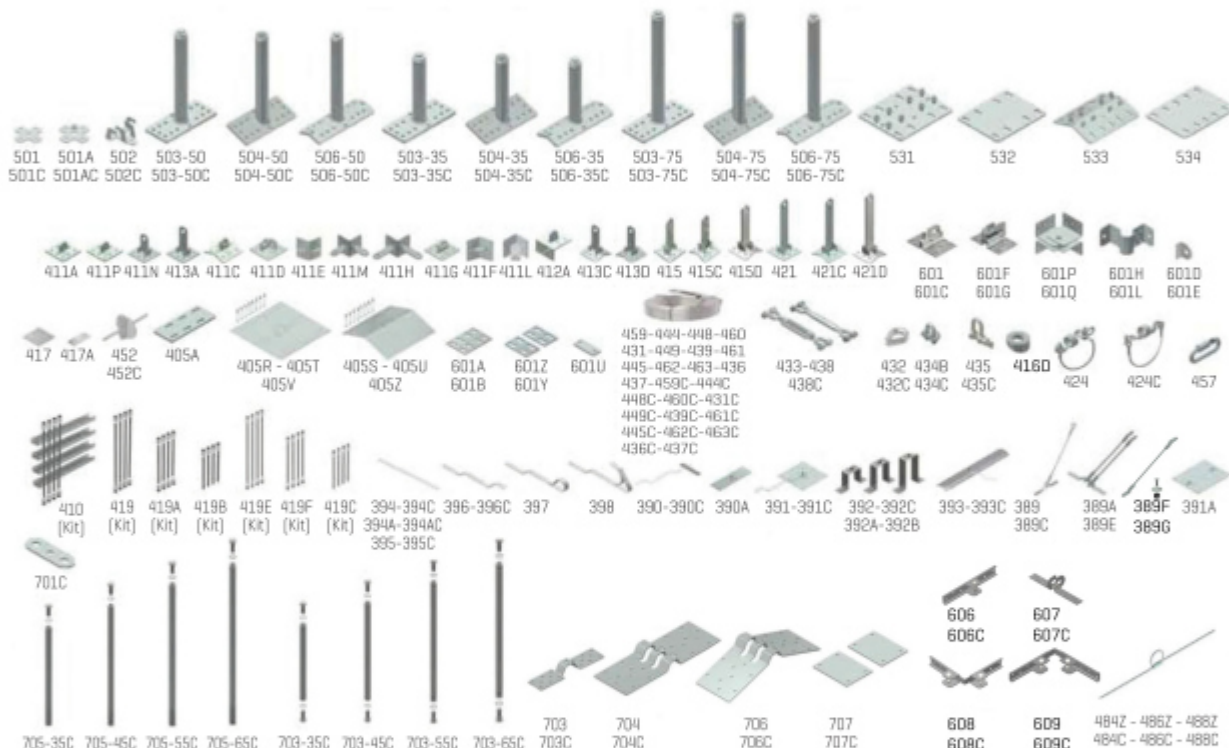 501 501A 502 503-50 504-50 506-50 503-35 504-35 506-35 503-75 504-75 506-75 531 532 533 534
501C 501AC 502C 503-50C 504-50C 506-50C 503-35C 504-35C 506-35C 503-75C 504-75C 506-75C
411A 411P 411N 413A 411C 411D 411E 411M 411H 411G 411F 411L 412A 413C 413D 415 415C 415D 421 421C 421D 601 601F 601P 601H 601D
601C 601G 601Q 601L 601E
417 417A 452 405A 405R - 405T 405S - 405U 601A 601Z 601U 459-444-448-460 433-438 432 434B 435 416D 424 424C 457
452C 405V 405Z 601B 601Y 431-449-439-461 438C 432C 434C 435C
445-462-463-436
437-459C-444C
448C-460C-431C
449C-439C-461C
445C-462C-463C
436C-437C
410 419 419A 419B 419E 419F 419C 394-394C 396-396C 397 398 390-390C 390A 391-391C 392-392C 393-393C 389 389A 389F 391A
(Kit) (Kit) (Kit) (Kit) (Kit) (Kit) (Kit) 394A-394AC 392A-392B 389C 389E 389G
395-395C
701C
606 607
606C 607C
703 704 706 707 608 609 484Z - 486Z - 488Z
705-35C 705-45C 705-55C 705-65C 703-35C 703-45C 703-55C 703-65C 703C 704C 706C 707C 608C 609C 484C - 486C - 488C